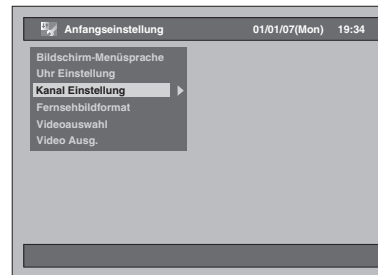 Anfangseinstellung 01/01/07(Mon) 19:34
Bildschirm-Menüsprache
Uhr Einstellung
Kanal Einstellung
Fernsehbildformat
Videoauswahl
Video Ausg.